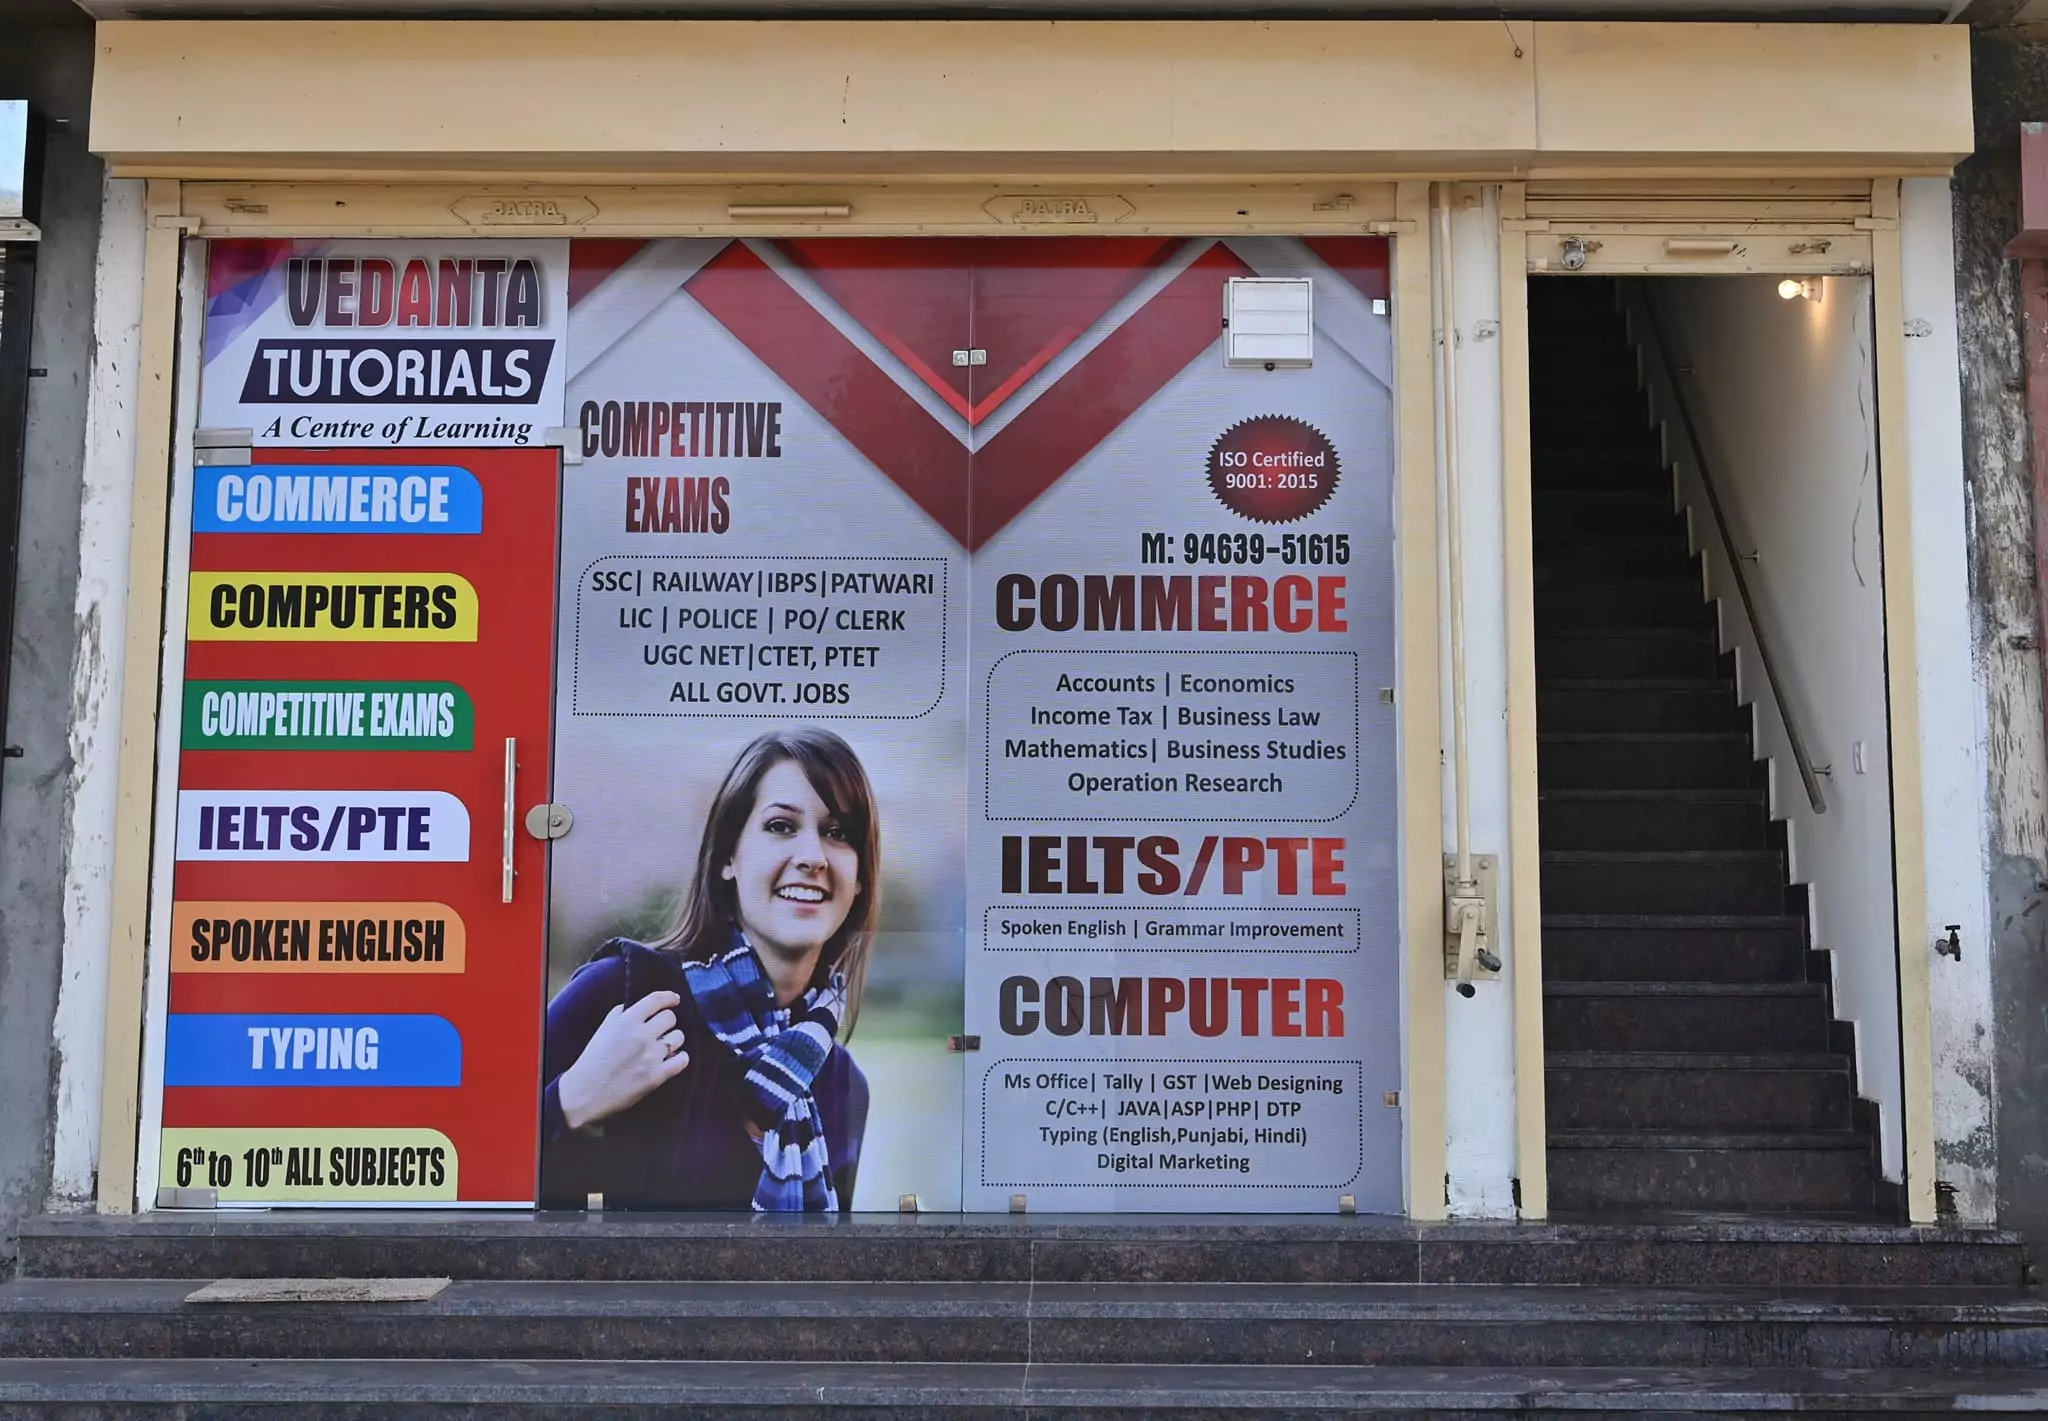 BATRA
BATRA
VEDANTA
TUTORIALS
A Centre of Learning
COMMERCE
COMPUTERS
COMPETITIVE EXAMS
IELTS/PTE
SPOKEN ENGLISH
TYPING
6th to 10th ALL SUBJECTS
COMPETITIVE
EXAMS
SSC| RAILWAY|IBPS|PATWARI
LIC | POLICE | PO/ CLERK
UGC NET|CTET, PTET
ALL GOVT. JOBS
ISO Certified
9001: 2015
M: 94639-51615
COMMERCE
Accounts | Economics
Income Tax | Business Law
Mathematics| Business Studies
Operation Research
IELTS/PTE
Spoken English | Grammar Improvement
COMPUTER
Ms Office| Tally | GST |Web Designing
C/C++| JAVA|ASP|PHP| DTP
Typing (English,Punjabi, Hindi)
Digital Marketing